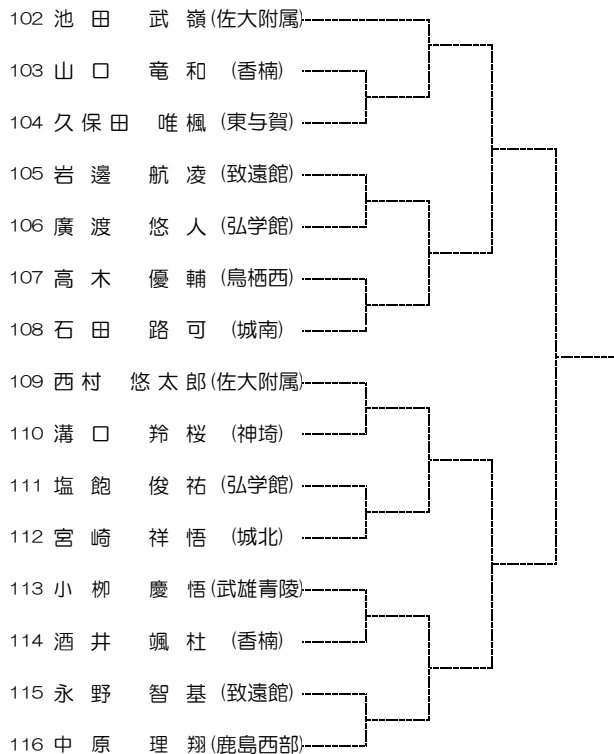 102 池田 武嶺 (佐大附属)
103 山口 竜和 (香楠)
104 久保田 唯楓 (東与賀)
105 岩邊 航凌 (致遠館)
106 廣渡 悠人 (弘学館)
107 高木 優輔 (鳥栖西)
108 石田 路可 (城南)
109 西村 悠太郎 (佐大附属)
110 溝口 羚桜 (神埼)
111 塩飽 俊祐 (弘学館)
112 宮崎 祥悟 (城北)
113 小栁 慶悟 (武雄青陵)
114 酒井 颯杜 (香楠)
115 永野 智基 (致遠館)
116 中原 理翔 (鹿島西部)